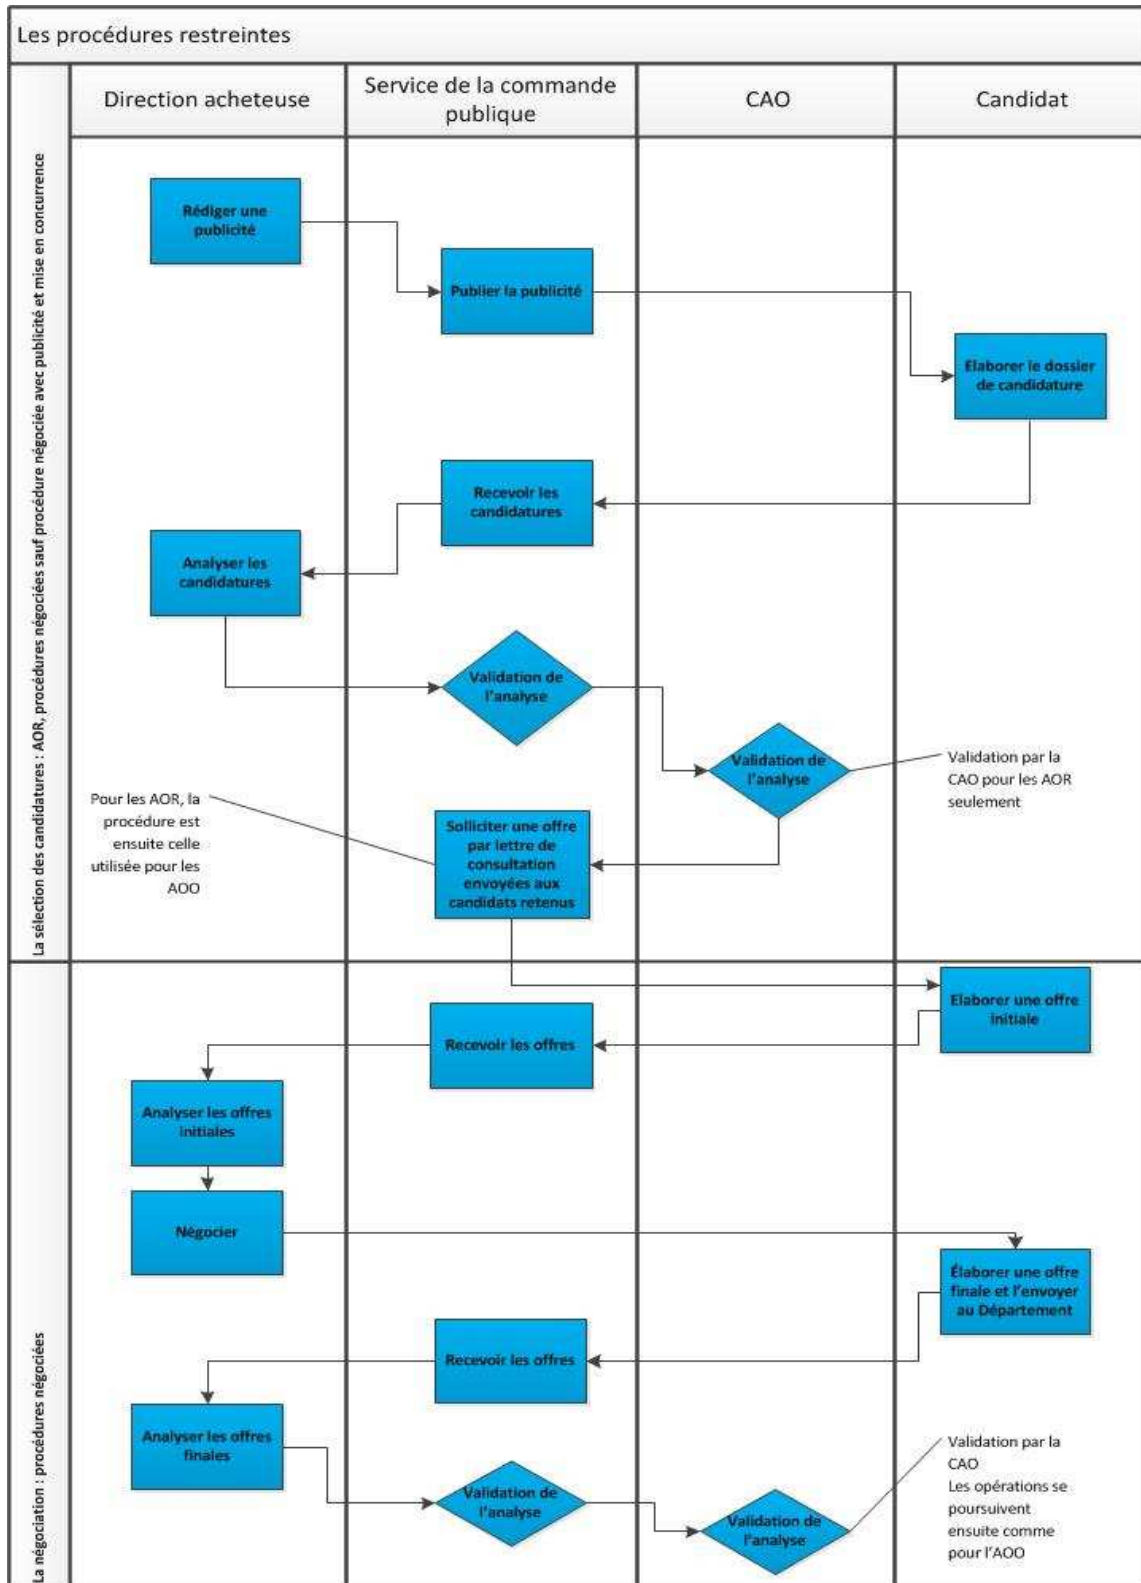 Les procédures restreintes
Direction acheteuse
Service de la commande
publique
CAO
Candidat
La sélection des candidatures : AOR, procédures négociées sauf procédure négociée avec publicité et mise en concurrence
Rédiger une
publicité
Publier la publicité
Elaborer le dossier
de candidature
Recevoir les
candidatures
Analyser les
candidatures
Validation de
l'analyse
Validation de
l'analyse
Validation par la
CAO pour les AOR
seulement
Pour les AOR, la
procédure est
ensuite celle
utilisée pour les
AOO
Solliciter une offre
par lettre de
consultation
envoyées aux
candidats retenus
La négociation : procédures négociées
Elaborer une offre
initiale
Recevoir les offres
Analyser les offres
initiales
Négocier
Élaborer une offre
finale et l'envoyer
au Département
Recevoir les offres
Analyser les offres
finales
Validation de
l'analyse
Validation de
l'analyse
Validation par la
CAO
Les opérations se
poursuivent
ensuite comme
pour l'AOO